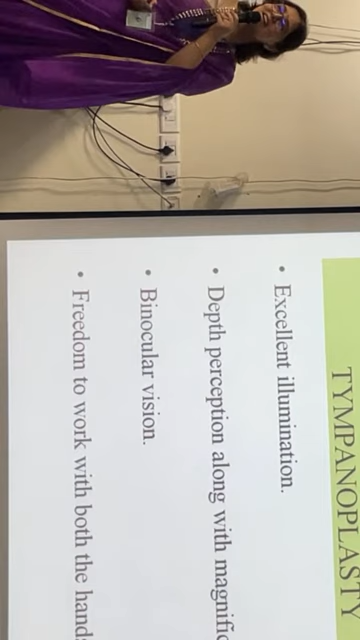 TYMPANOPLASTY
• Excellent illumination.
• Depth perception along with magnific
• Binocular vision.
• Freedom to work with both the hand